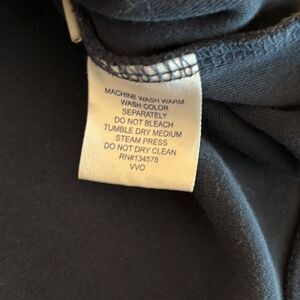 MACHINE WASH WARM
WASH COLOR
SEPARATELY
DO NOT BLEACH
TUMBLE DRY MEDIUM
STEAM PRESS
DO NOT DRY CLEAN
RN#134578
VVO